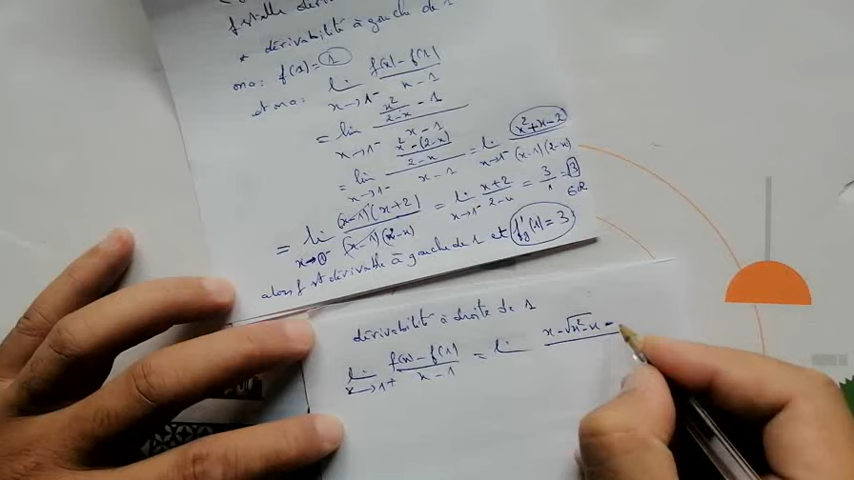 f est-elle dériv
* dérivabilité à gauche de 1
on a : f(1) = 1
et on a : lim x→1⁻ (f(x) - f(1))/(x - 1)
= lim x→1⁻ (x²/(2-x) - 1)/(x - 1)
= lim x→1⁻ ((x² - (2-x))/(2-x))/(x - 1) = lim x→1⁻ (x² + x - 2)/((x-1)(2-x))
= lim x→1⁻ ((x-1)(x+2))/((x-1)(2-x)) = lim x→1⁻ (x+2)/(2-x) = 3/1 = 3 ∈ ℝ
alors f est dérivable à gauche de 1 et f'g(1) = 3
dérivabilité à droite de 1
lim x→1⁺ (f(x) - f(1))/(x - 1) = lim x - √(x² - x) -